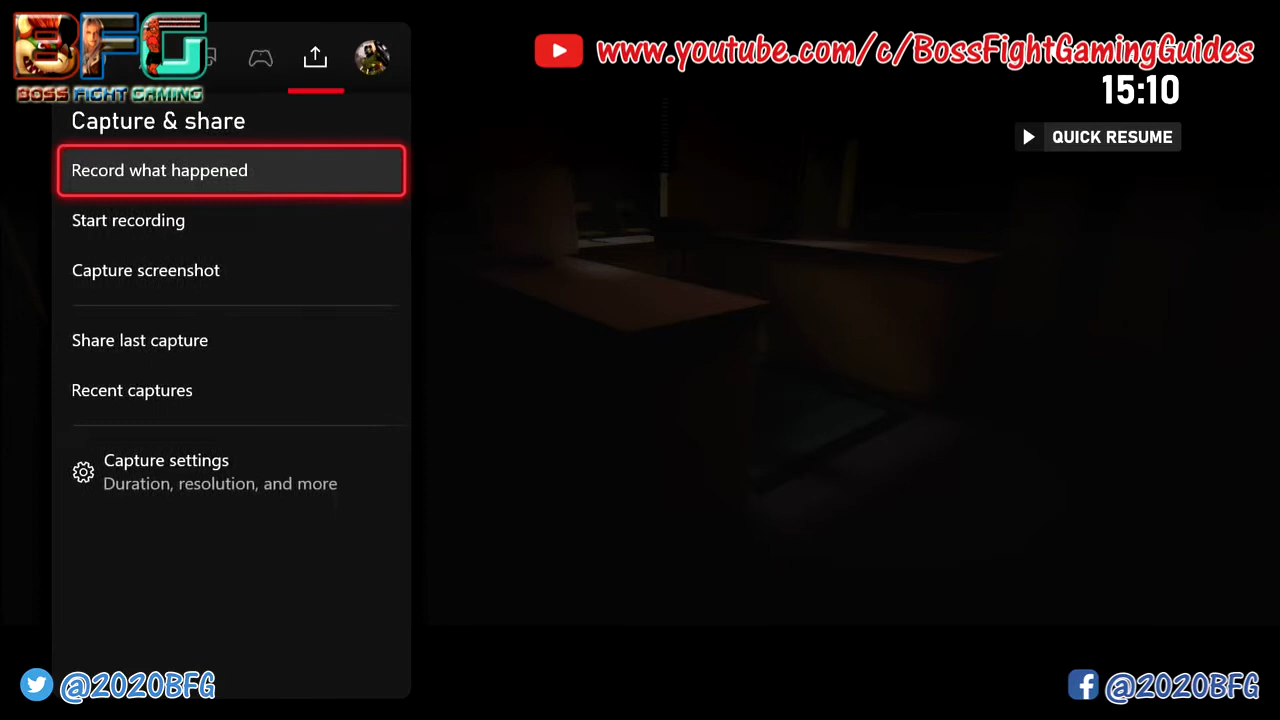 BFG
BOSS FIGHT GAMING
www.youtube.com/c/BossFightGamingGuides
15:10
QUICK RESUME
Capture & share
Record what happened
Start recording
Capture screenshot
Share last capture
Recent captures
Capture settings
Duration, resolution, and more
@2020BFG
@2020BFG